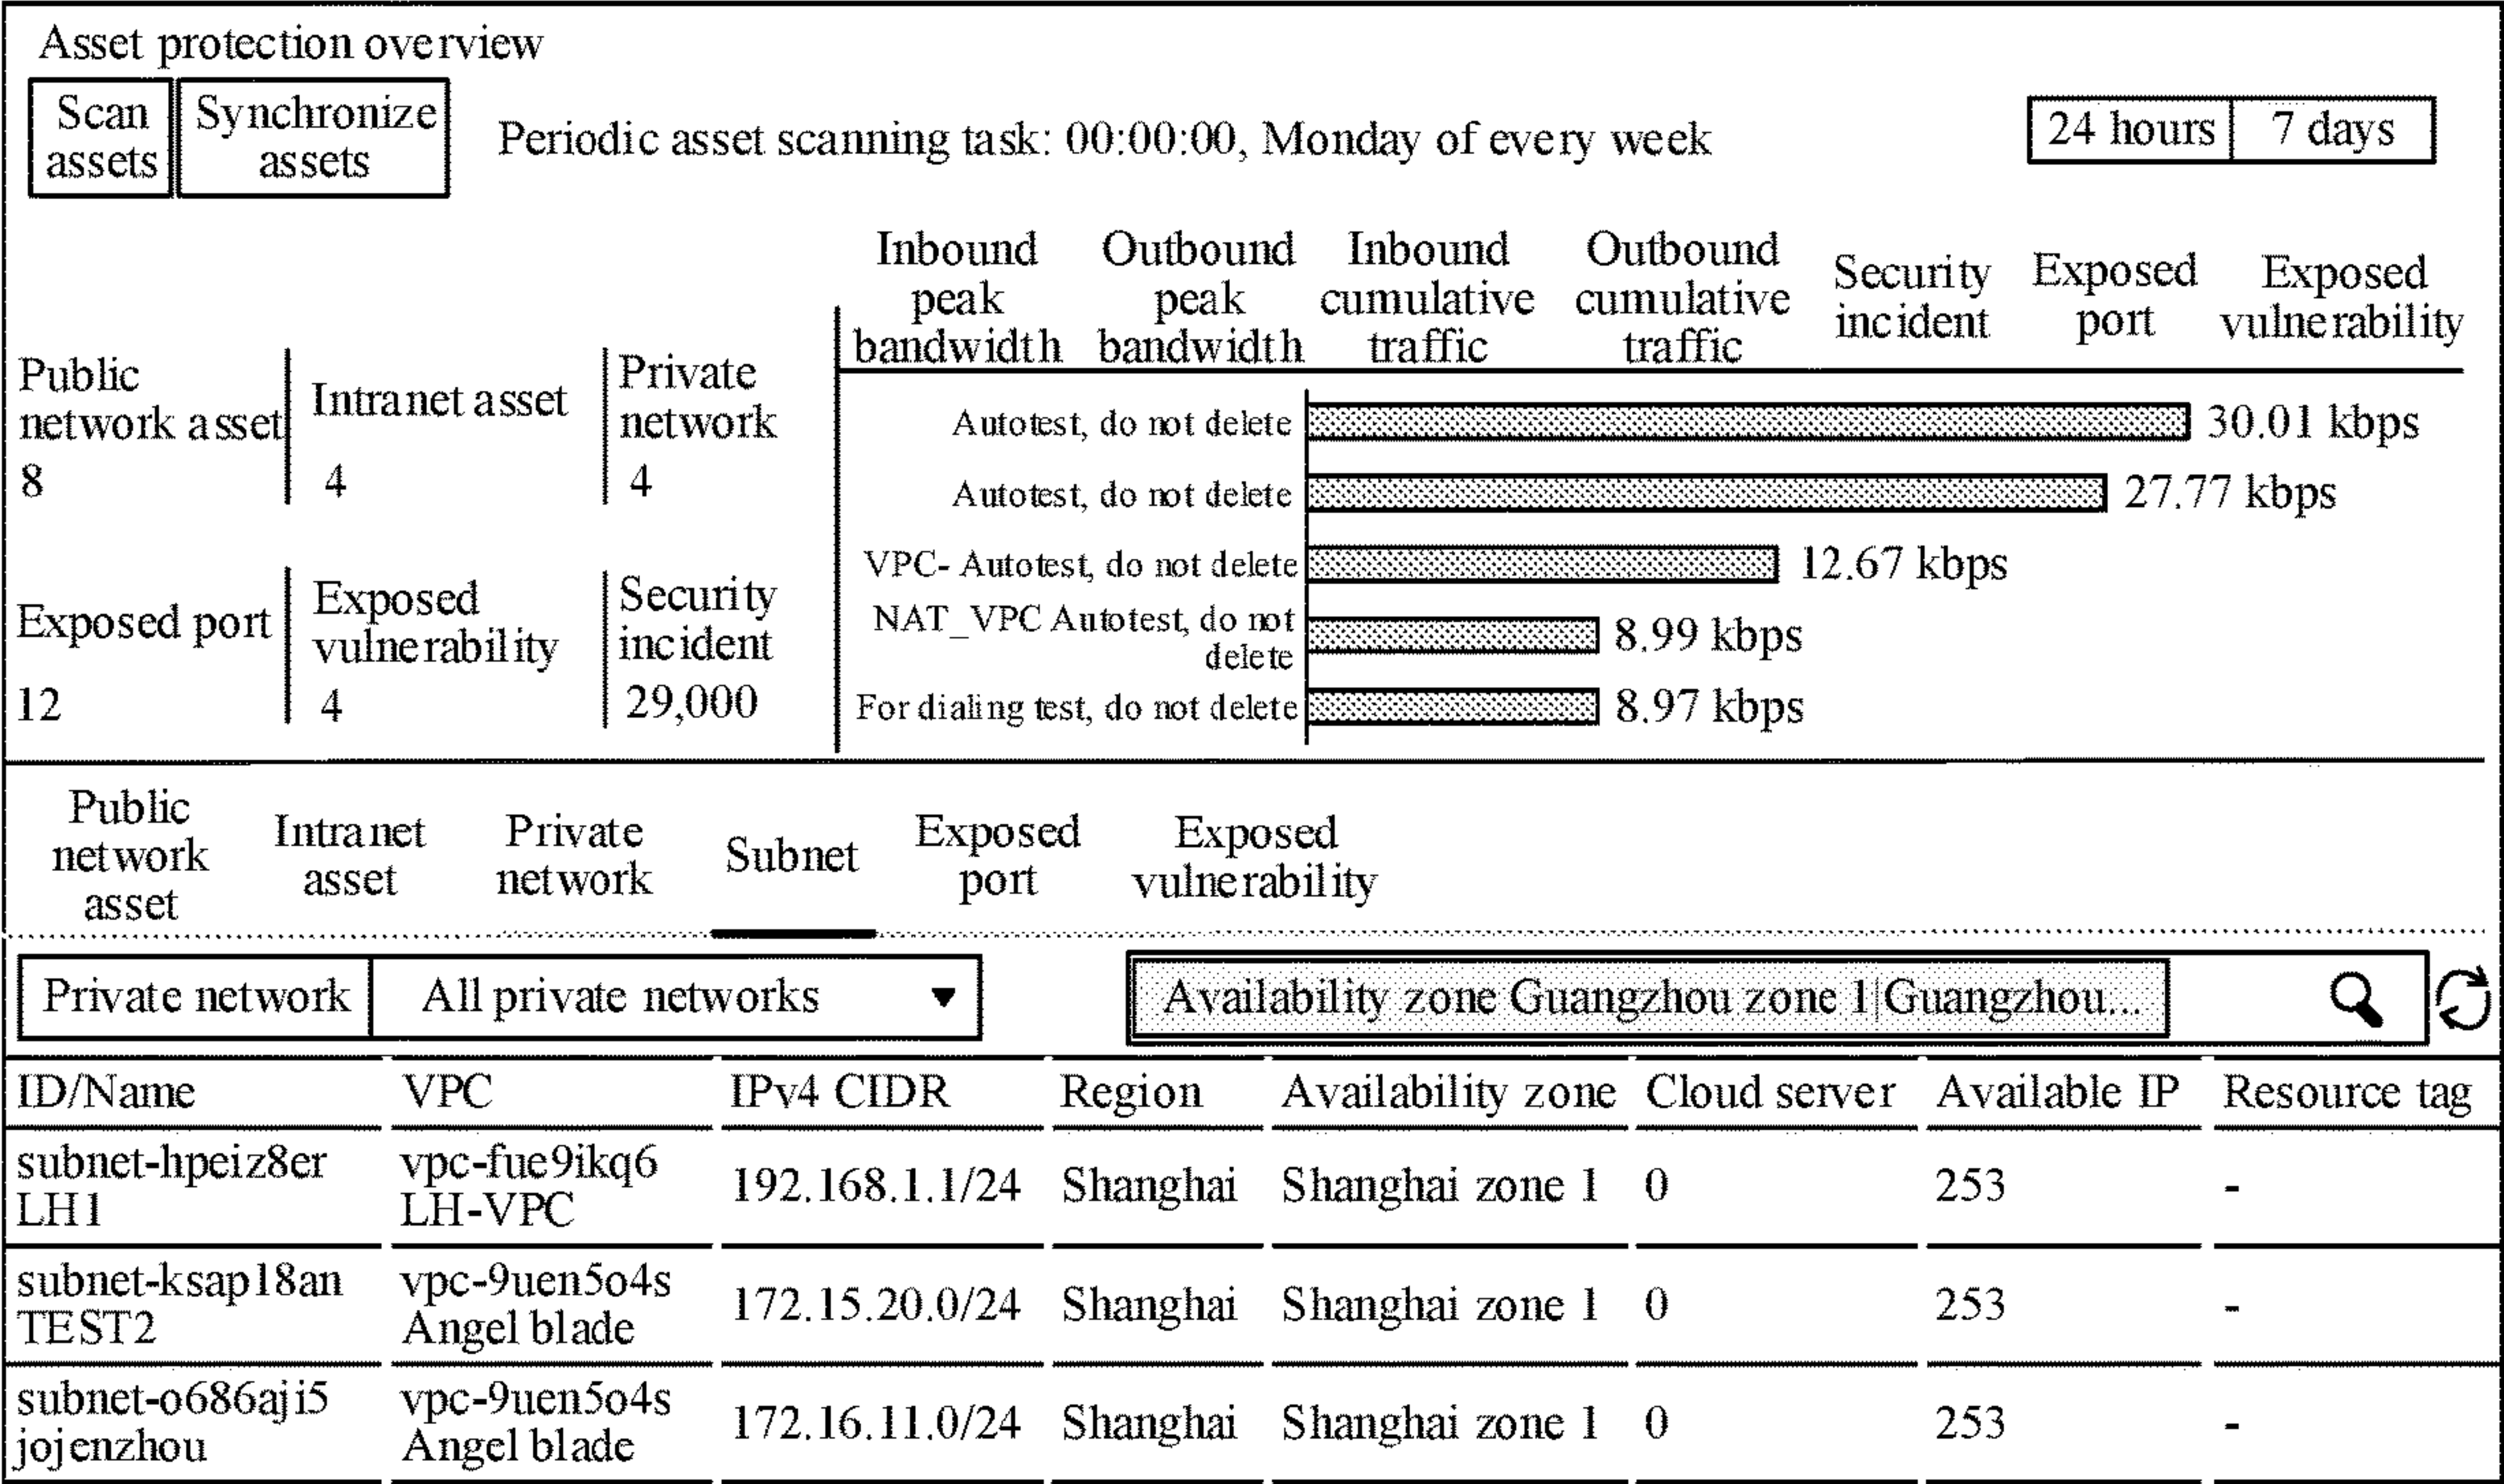 Asset protection overview
Scan
assets
Synchronize
assets
Periodic asset scanning task: 00:00:00, Monday of every week
24 hours
7 days
Public
network asset
8
Intranet asset
4
Private
network
4
Exposed port
12
Exposed
vulnerability
4
Security
incident
29,000
Inbound
peak
bandwidth
Outbound
peak
bandwidth
Inbound
cumulative
traffic
Outbound
cumulative
traffic
Security
incident
Exposed
port
Exposed
vulnerability
Autotest, do not delete
30.01 kbps
Autotest, do not delete
27.77 kbps
VPC- Autotest, do not delete
12.67 kbps
NAT_VPC Autotest, do not
delete
8.99 kbps
For dialing test, do not delete
8.97 kbps
Public
network
asset
Intranet
asset
Private
network
Subnet
Exposed
port
Exposed
vulnerability
Private network
All private networks
Availability zone Guangzhou zone 1|Guangzhou...
ID/Name
VPC
IPv4 CIDR
Region
Availability zone
Cloud server
Available IP
Resource tag
subnet-hpeiz8er
LH1
vpc-fue9ikq6
LH-VPC
192.168.1.1/24
Shanghai
Shanghai zone 1
0
253
-
subnet-ksap18an
TEST2
vpc-9uen5o4s
Angel blade
172.15.20.0/24
Shanghai
Shanghai zone 1
0
253
-
subnet-o686aji5
jojenzhou
vpc-9uen5o4s
Angel blade
172.16.11.0/24
Shanghai
Shanghai zone 1
0
253
-